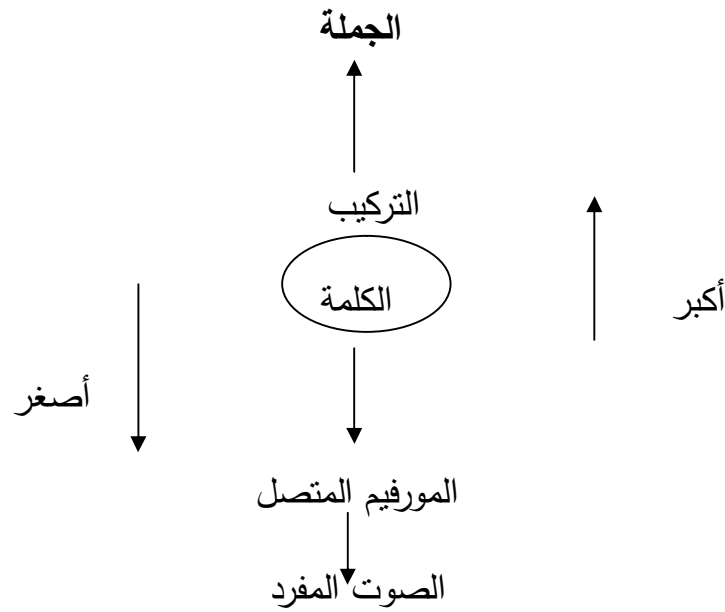 الجملة
التركيب
الكلمة
أكبر
أصغر
المورفيم المتصل
الصوت المفرد